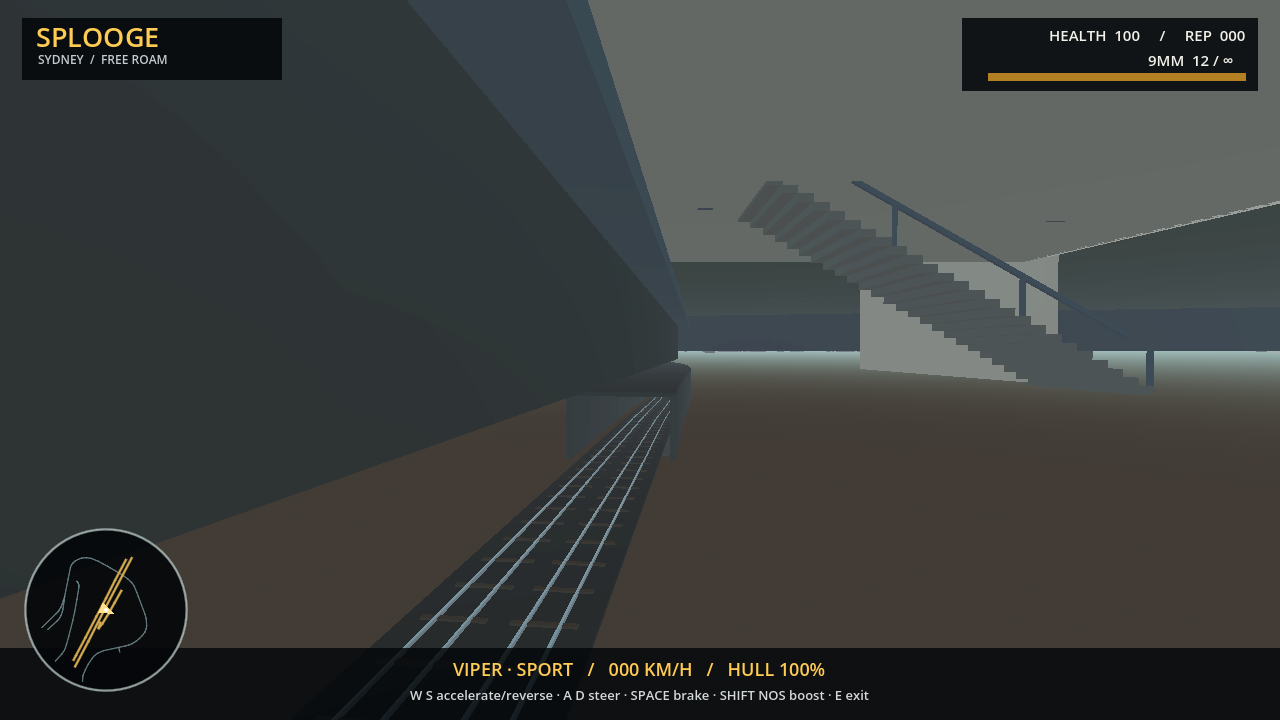 SPLOOGE
SYDNEY / FREE ROAM
HEALTH 100 / REP 000
9MM 12 / ∞
VIPER · SPORT / 000 KM/H / HULL 100%
W S accelerate/reverse · A D steer · SPACE brake · SHIFT NOS boost · E exit